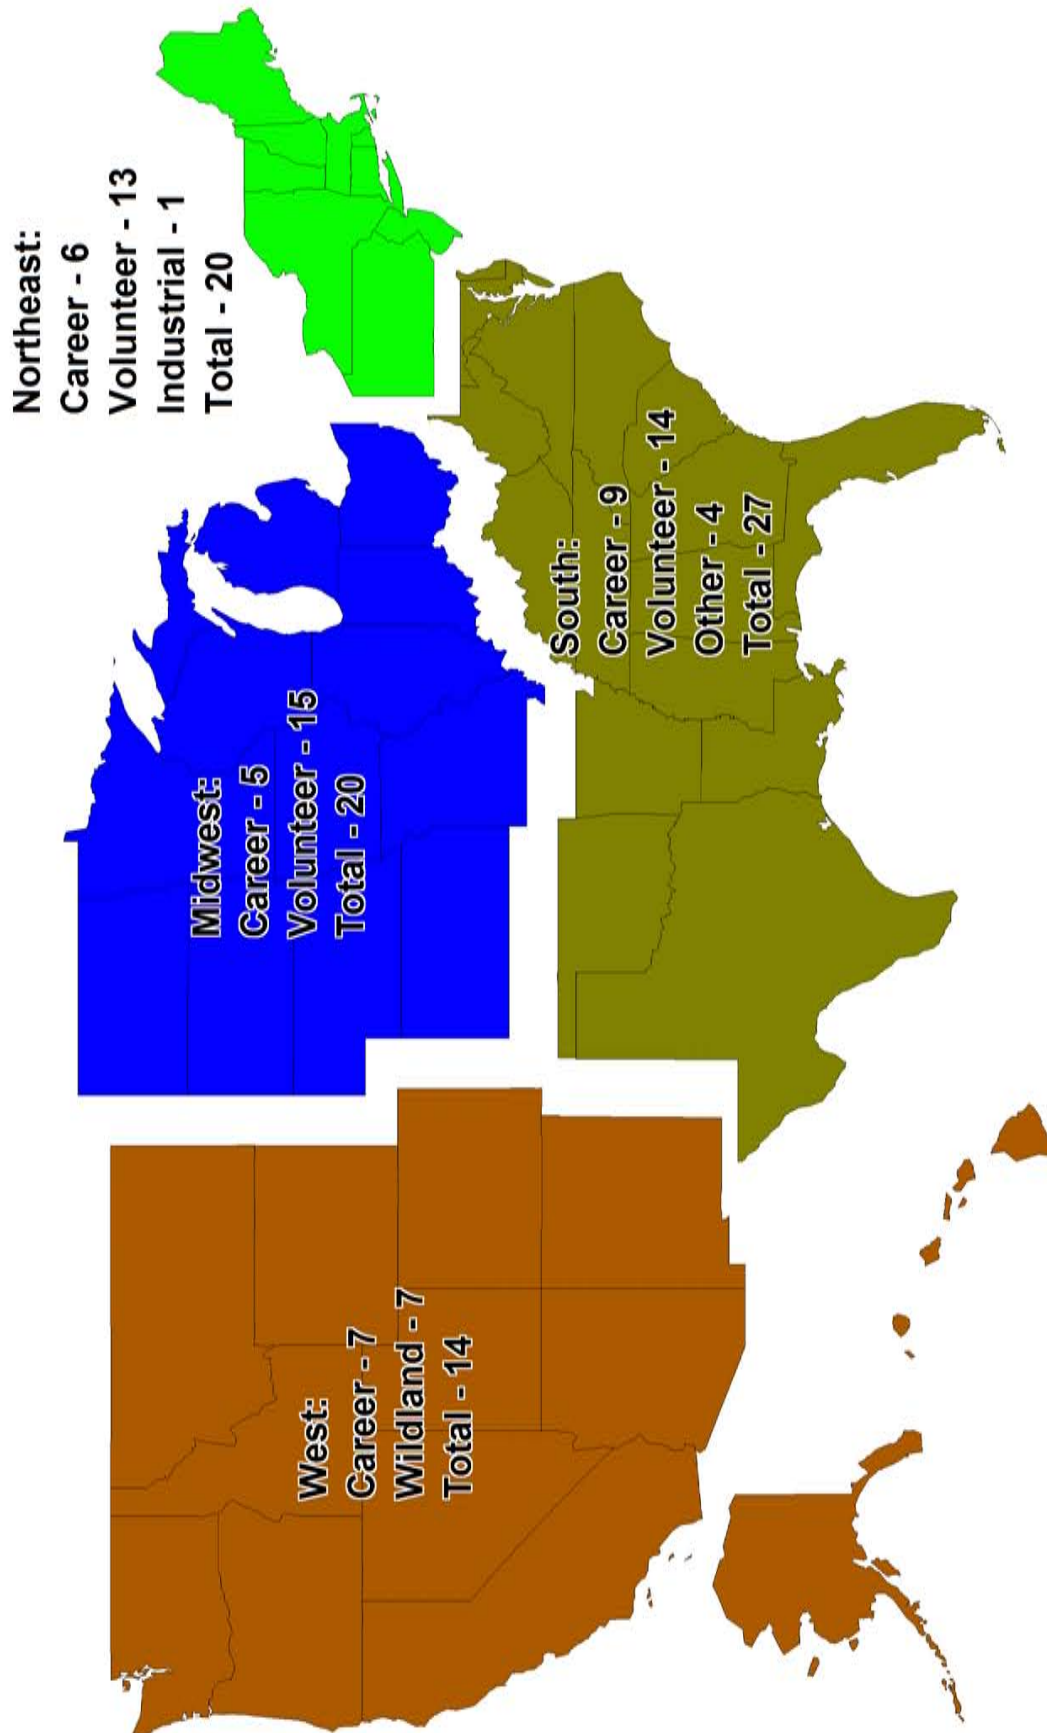 Northeast:
Career - 6
Volunteer - 13
Industrial - 1
Total - 20
Midwest:
Career - 5
Volunteer - 15
Total - 20
West:
Career - 7
Wildland - 7
Total - 14
South:
Career - 9
Volunteer - 14
Other - 4
Total - 27